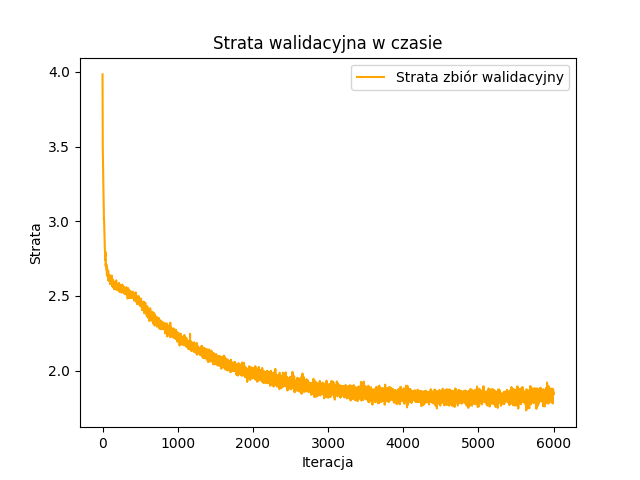 Strata walidacyjna w czasie
Strata zbiór walidacyjny
4.0
3.5
3.0
2.5
2.0
Strata
0 1000 2000 3000 4000 5000 6000
Iteracja